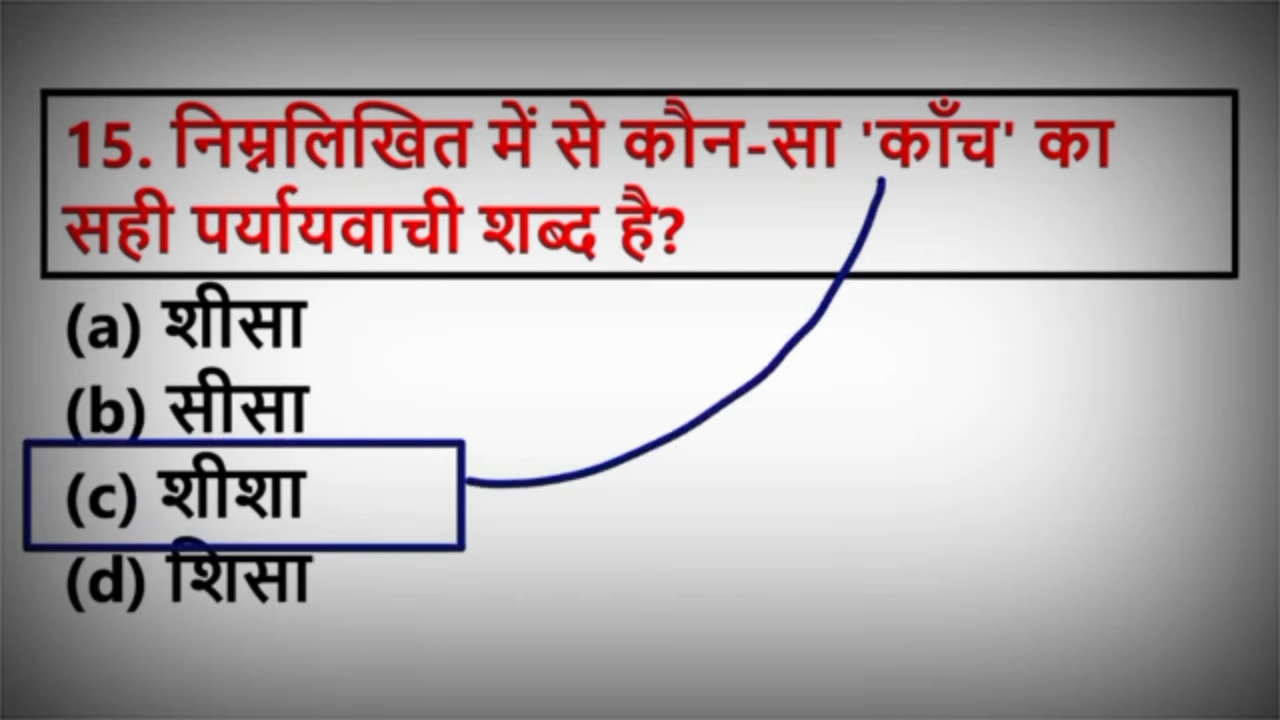 15. निम्नलिखित में से कौन-सा 'काँच' का
सही पर्यायवाची शब्द है?
(a) शीसा
(b) सीसा
(c) शीशा
(d) शिसा